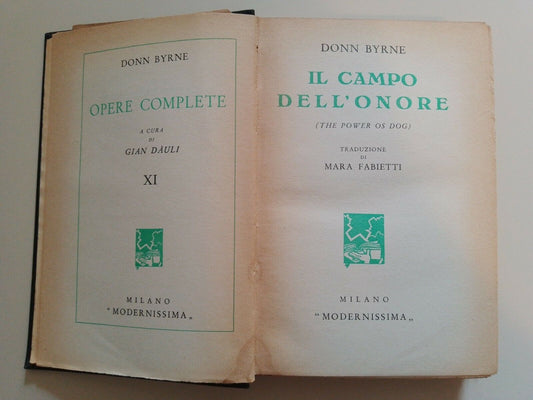 DONN BYRNE
OPERE COMPLETE
A CURA
DI
GIAN DÀULI
XI
MILANO
"MODERNISSIMA„
DONN BYRNE
IL CAMPO
DELL'ONORE
(THE POWER OS DOG)
TRADUZIONE
DI
MARA FABIETTI
MILANO
"MODERNISSIMA„